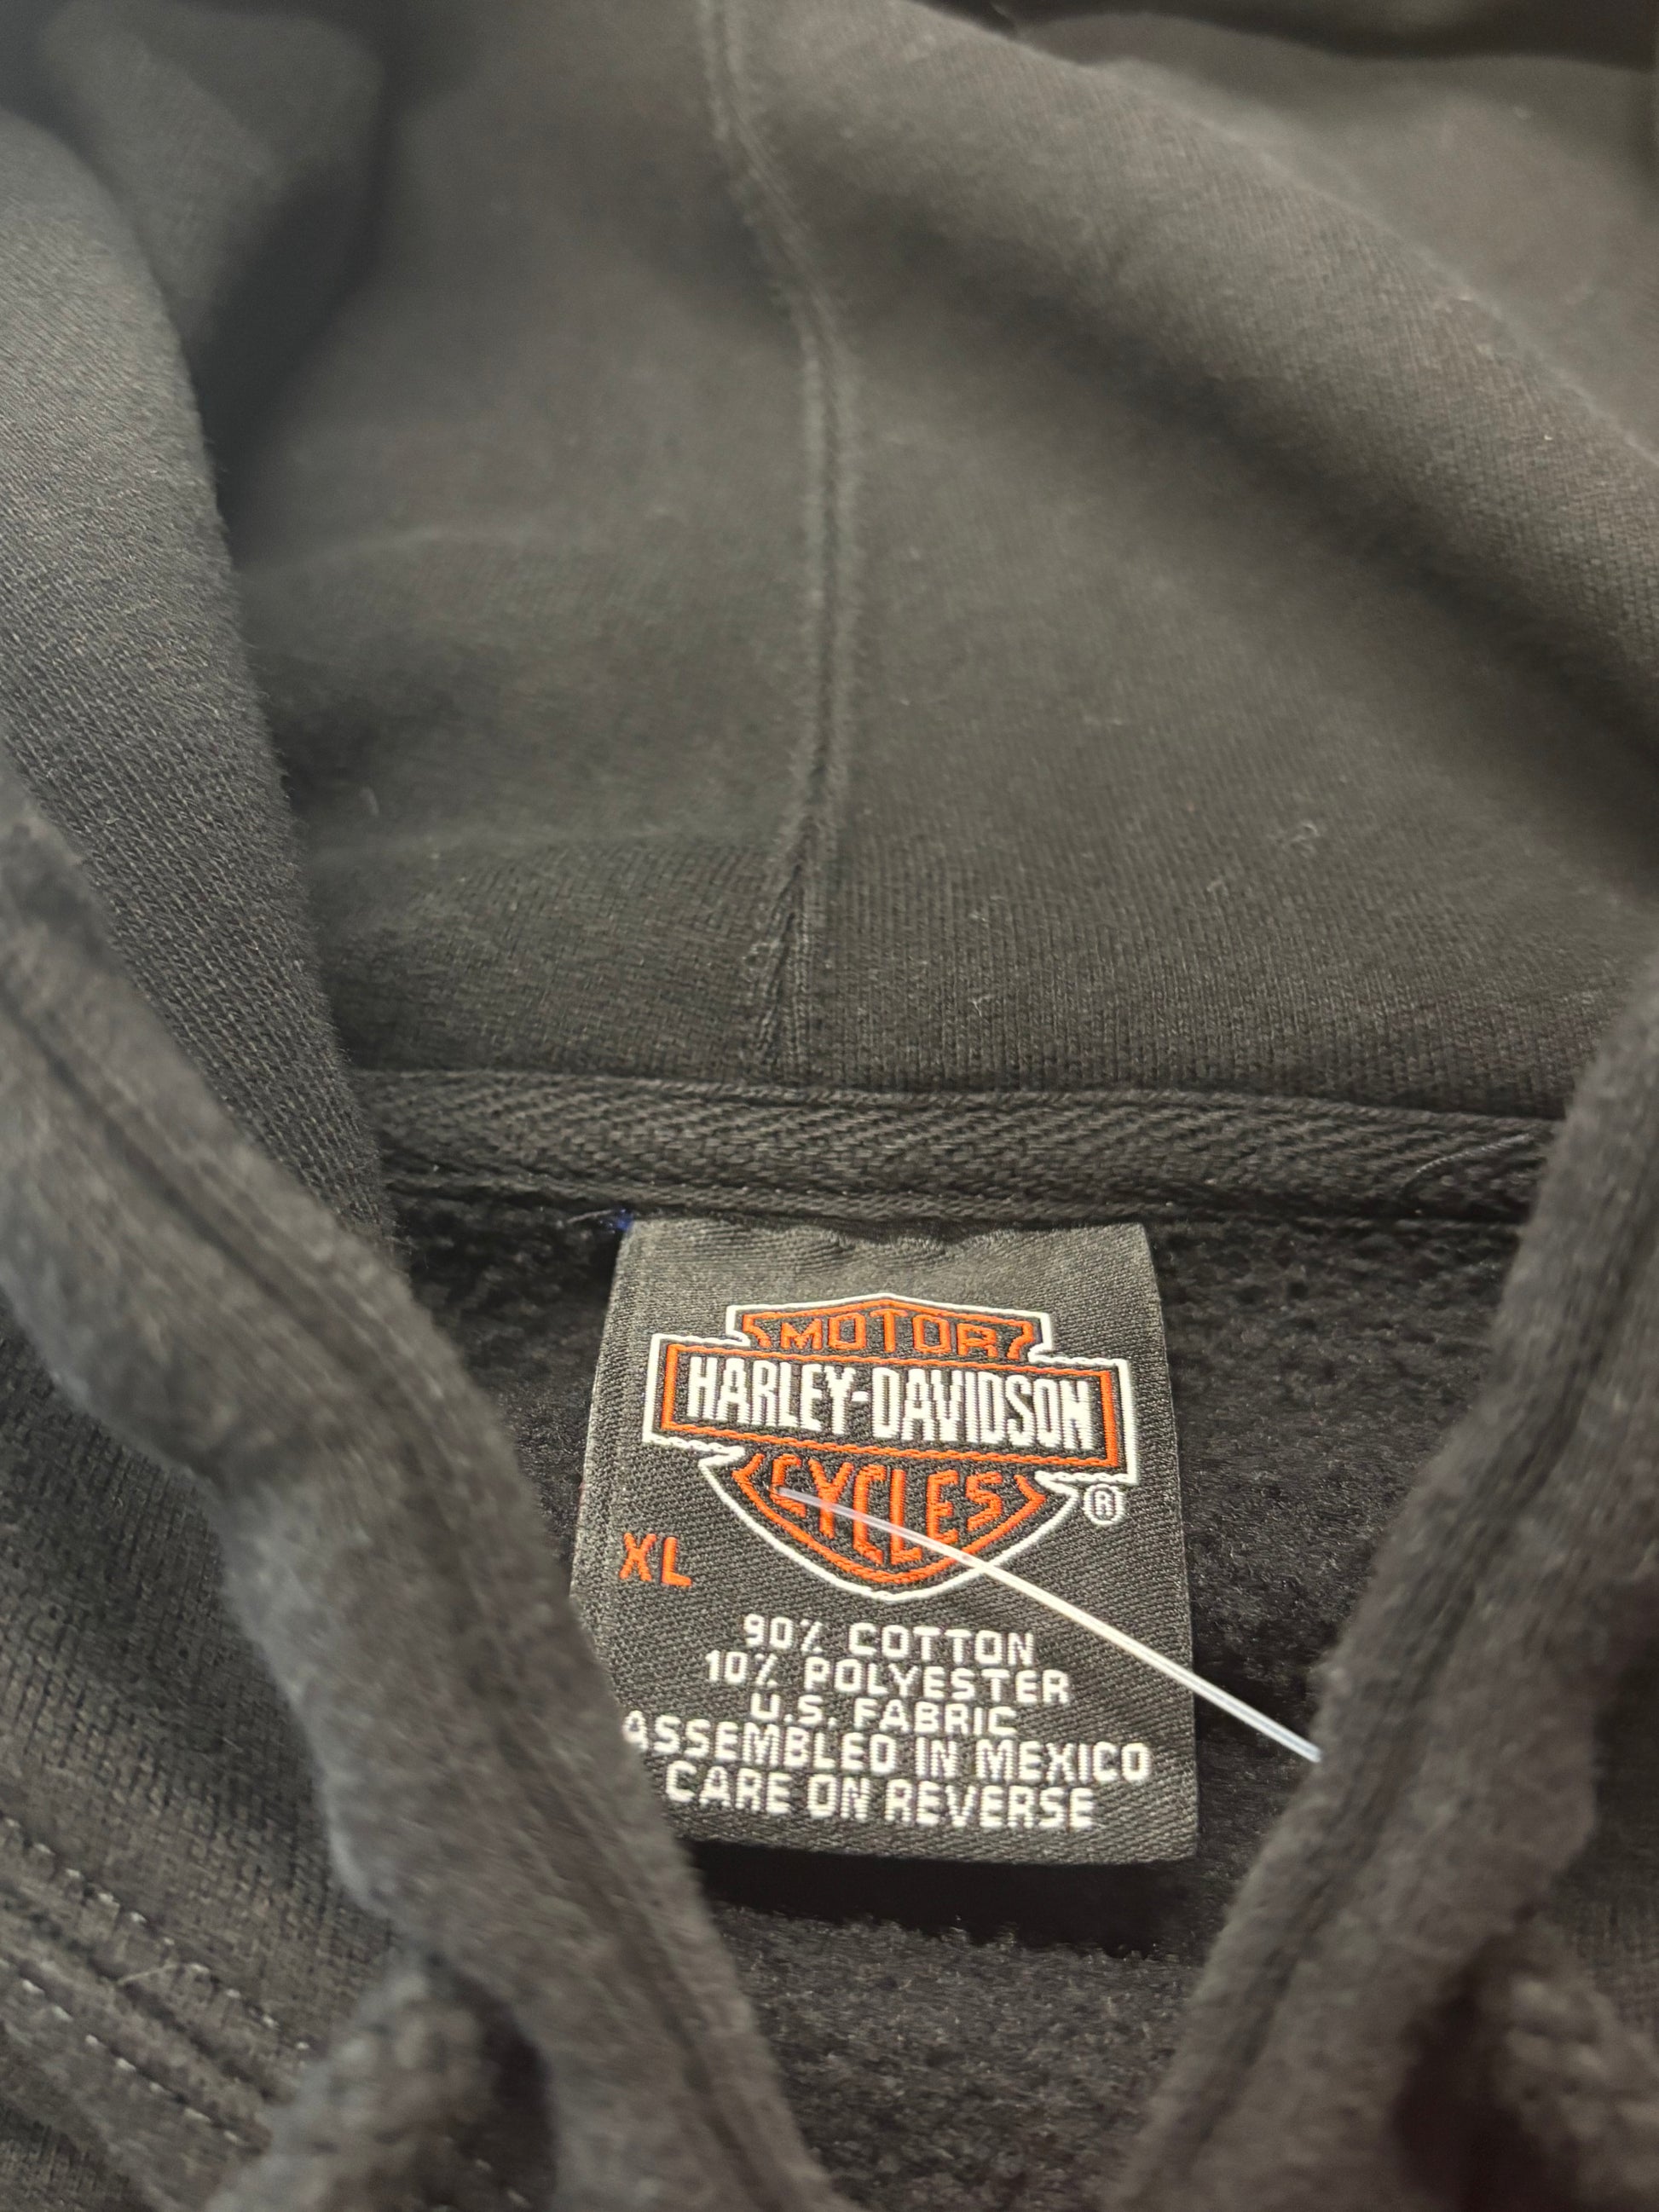 MOTOR
HARLEY-DAVIDSON
CYCLES
®
XL
90% COTTON
10% POLYESTER
U.S. FABRIC
ASSEMBLED IN MEXICO
CARE ON REVERSE